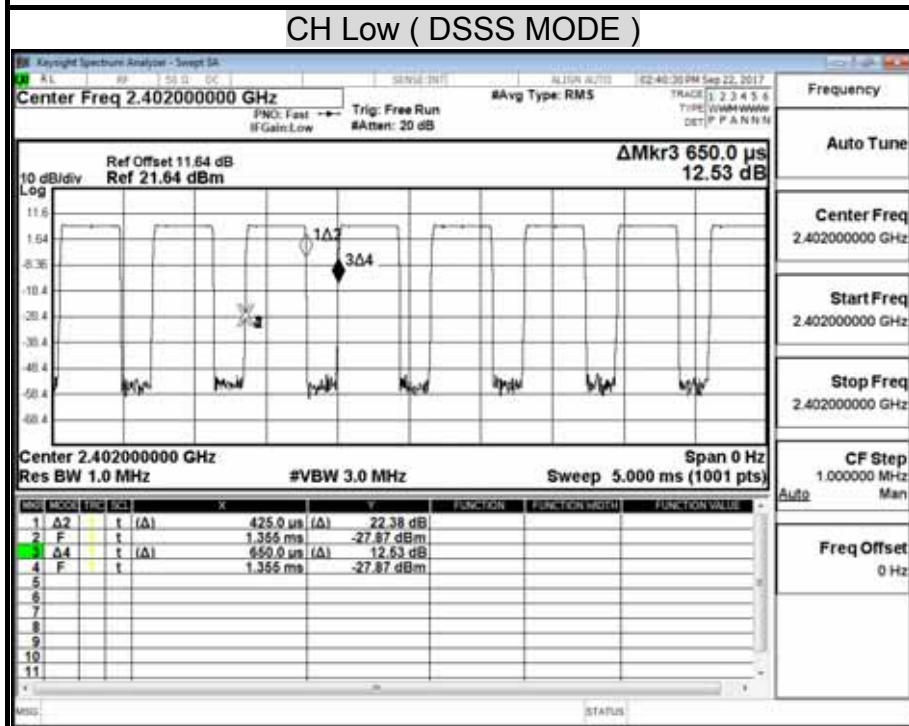 CH Low ( DSSS MODE )
Keysight Spectrum Analyzer - Swept SA
RL RF 50 Ω DC SENSE:INT ALIGN AUTO 02:40:30 PM Sep 22, 2017
Center Freq 2.402000000 GHz
PNO: Fast
IFGain:Low
Trig: Free Run
#Atten: 20 dB
#Avg Type: RMS
TRACE 1 2 3 4 5 6
TYPE
DET P P A N N N
Ref Offset 11.64 dB
10 dB/div Ref 21.64 dBm
ΔMkr3 650.0 µs
12.53 dB
Log
11.6
1.64
-8.36
-18.4
-28.4
-38.4
-48.4
-58.4
-68.4
1Δ2
3Δ4
Center 2.402000000 GHz
Span 0 Hz
Res BW 1.0 MHz
#VBW 3.0 MHz
Sweep 5.000 ms (1001 pts)
MKR MODE TRC SCL X Y FUNCTION FUNCTION WIDTH FUNCTION VALUE
1 Δ2 1 t (Δ) 425.0 µs (Δ) 22.38 dB
2 F 1 t 1.355 ms -27.87 dBm
3 Δ4 1 t (Δ) 650.0 µs (Δ) 12.53 dB
4 F 1 t 1.355 ms -27.87 dBm
5
6
7
8
9
10
11
MSG STATUS
Frequency
Auto Tune
Center Freq
2.402000000 GHz
Start Freq
2.402000000 GHz
Stop Freq
2.402000000 GHz
CF Step
1.000000 MHz
Auto Man
Freq Offset
0 Hz